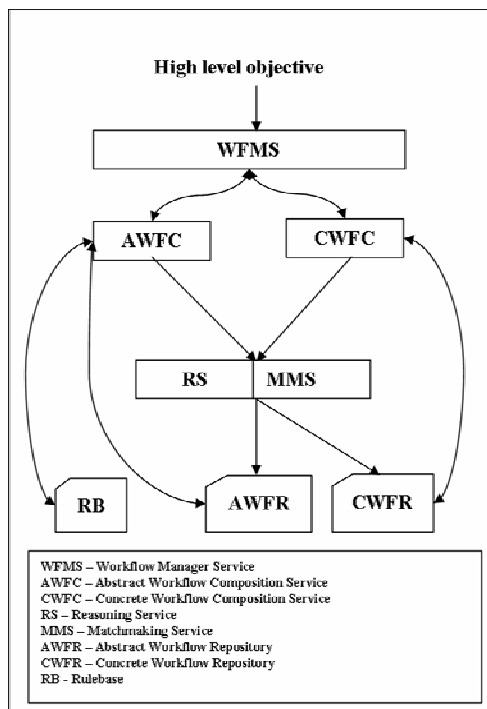 High level objective
WFMS
AWFC
CWFC
RS
MMS
RB
AWFR
CWFR
WFMS – Workflow Manager Service
AWFC – Abstract Workflow Composition Service
CWFC – Concrete Workflow Composition Service
RS – Reasoning Service
MMS – Matchmaking Service
AWFR – Abstract Workflow Repository
CWFR – Concrete Workflow Repository
RB - Rulebase